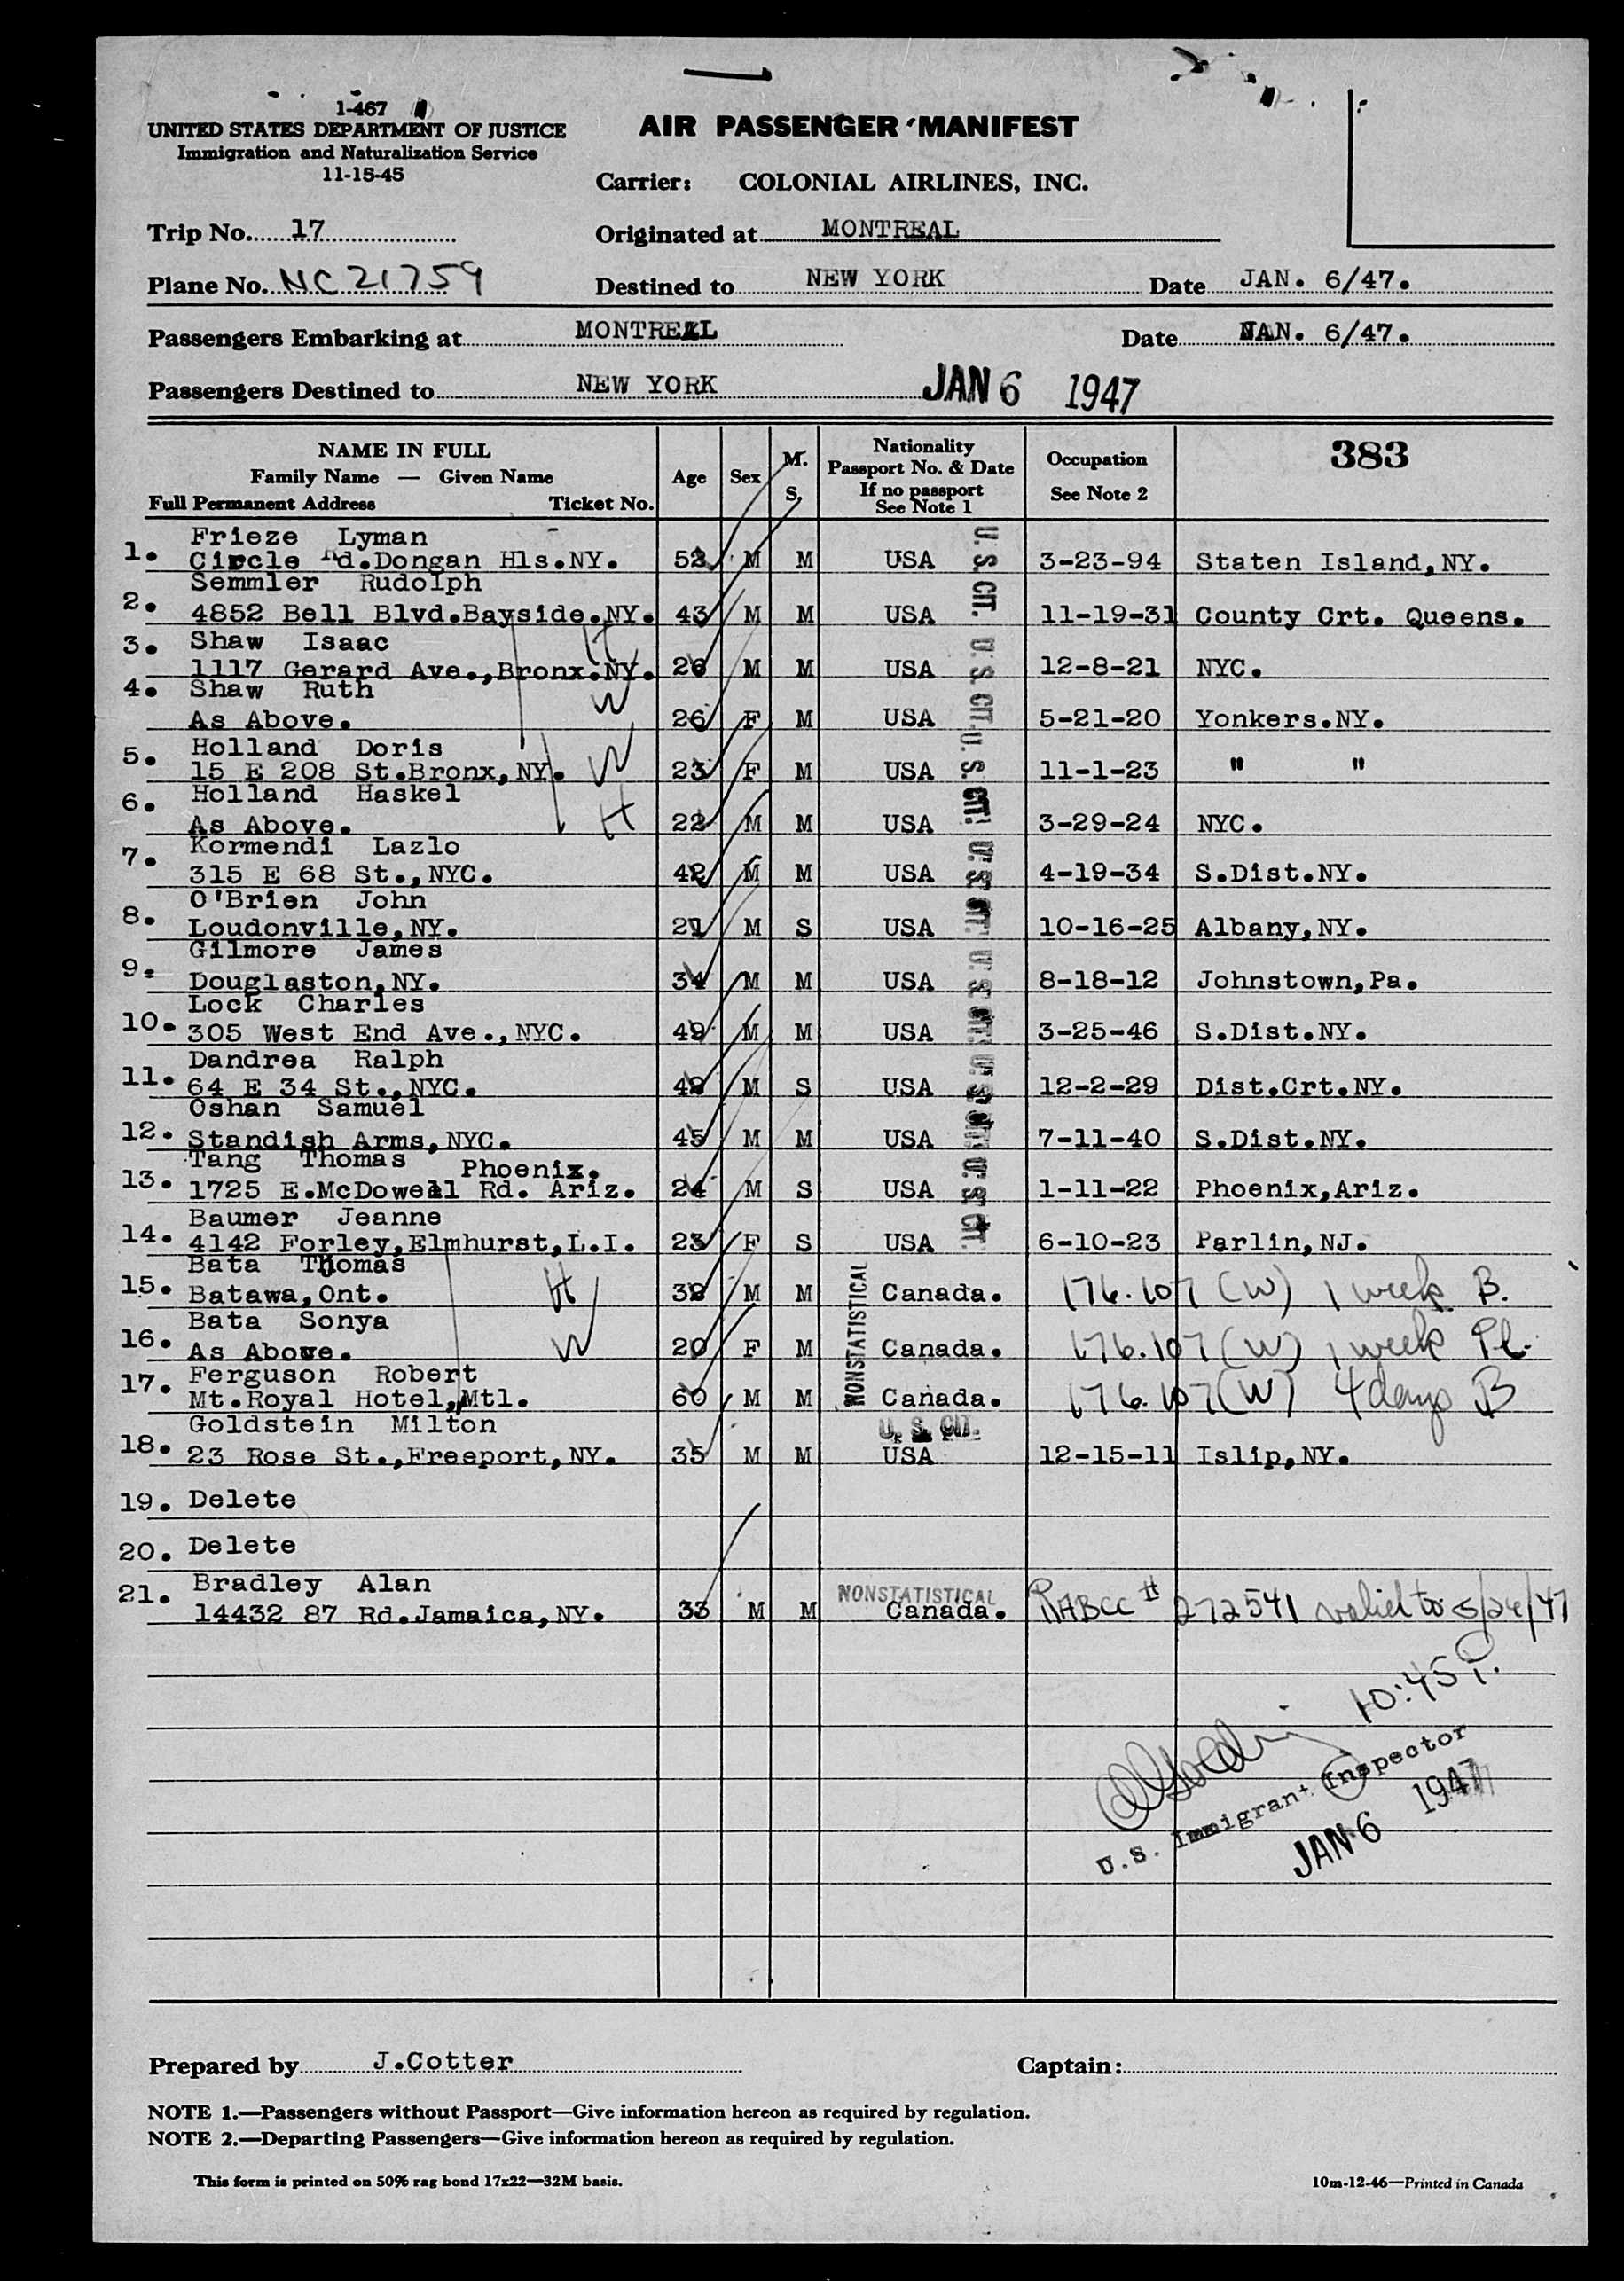 1-467
UNITED STATES DEPARTMENT OF JUSTICE
Immigration and Naturalization Service
11-15-45
AIR PASSENGER MANIFEST
Carrier: COLONIAL AIRLINES, INC.
Trip No. 17
Originated at MONTREAL
Plane No. NC21759
Destined to NEW YORK Date JAN. 6/47.
Passengers Embarking at MONTREAL Date JAN. 6/47.
Passengers Destined to NEW YORK JAN 6 1947
NAME IN FULL
Family Name — Given Name
Full Permanent Address Ticket No.
Age
Sex
M.
S.
Nationality
Passport No. & Date
If no passport
See Note 1
Occupation
See Note 2
383
Frieze Lyman
1. Circle Rd.Dongan Hls.NY. 52 M M USA U. S. CIT. 3-23-94 Staten Island,NY.
Semmler Rudolph
2. 4852 Bell Blvd.Bayside.NY. 43 M M USA 11-19-31 County Crt. Queens.
3. Shaw Isaac H
1117 Gerard Ave.,Bronx.NY. 26 M M USA U. S. CIT. 12-8-21 NYC.
4. Shaw Ruth W
As Above. 26 F M USA 5-21-20 Yonkers.NY.
5. Holland Doris W
15 E 208 St.Bronx,NY. 23 F M USA U. S. CIT. 11-1-23 " "
6. Holland Haskel H
As Above. 22 M M USA 3-29-24 NYC.
7. Kormendi Lazlo
315 E 68 St.,NYC. 42 M M USA U. S. CIT. 4-19-34 S.Dist.NY.
O'Brien John
8. Loudonville,NY. 21 M S USA 10-16-25 Albany,NY.
Gilmore James
9. Douglaston,NY. 34 M M USA U. S. CIT. 8-18-12 Johnstown,Pa.
Lock Charles
10. 305 West End Ave.,NYC. 49 M M USA 3-25-46 S.Dist.NY.
Dandrea Ralph
11. 64 E 34 St.,NYC. M S USA U. S. CIT. 12-2-29 Dist.Crt.NY.
Oshan Samuel
12. Standish Arms,NYC. 45 M M USA 7-11-40 S.Dist.NY.
Tang Thomas Phoenix.
13. 1725 E.McDowell Rd. Ariz. 24 M S USA U. S. CIT. 1-11-22 Phoenix,Ariz.
Baumer Jeanne
14. 4142 Forley,Elmhurst,L.I. 23 F S USA 6-10-23 Parlin,NJ.
Bata Thomas
15. Batawa,Ont. H 32 M M NONSTATISTICAL Canada. 176.107 (W) 1 week B.
Bata Sonya
16. As Above. W 20 F M Canada. 176.107 (W) 1 week Pl.
Ferguson Robert
17. Mt.Royal Hotel,Mtl. 60 M M Canada. 176.107 (W) 4 days B
Goldstein Milton U. S. CIT.
18. 23 Rose St.,Freeport,NY. 35 M M USA 12-15-11 Islip,NY.
19. Delete
20. Delete
21. Bradley Alan NONSTATISTICAL
14432 87 Rd.Jamaica,NY. 33 M M Canada. RABCC # 272541 valid to 5/24/47
10:45 P.
U.S. Immigrant Inspector
JAN 6 1947
Prepared by J.Cotter
Captain:
NOTE 1.—Passengers without Passport—Give information hereon as required by regulation.
NOTE 2.—Departing Passengers—Give information hereon as required by regulation.
This form is printed on 50% rag bond 17x22—32M basis.
10m-12-46—Printed in Canada